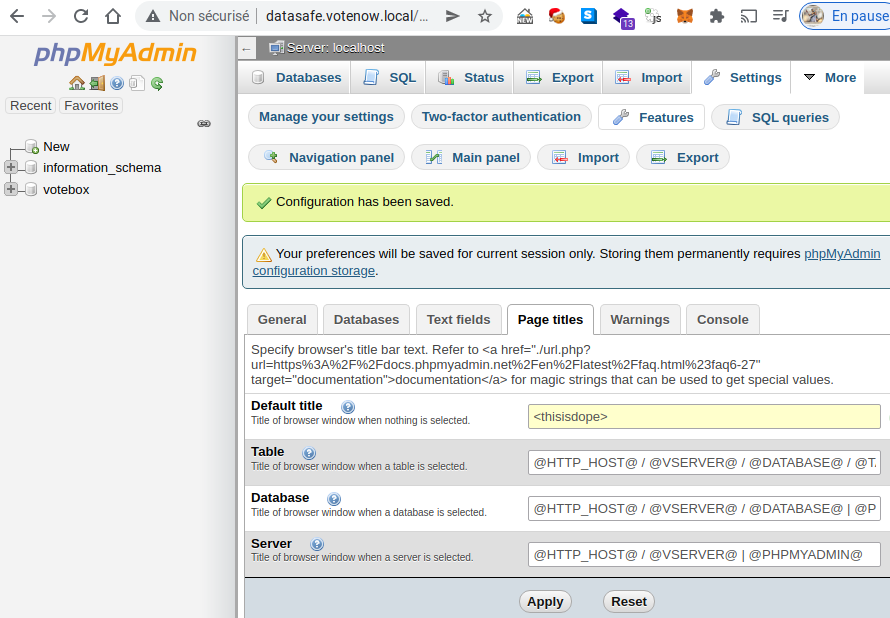 Non sécurisé datasafe.votenow.local/...
NEW
13
js
En pause
phpMyAdmin
Recent Favorites
New
information_schema
votebox
Server: localhost
Databases SQL Status Export Import Settings More
Manage your settings Two-factor authentication Features SQL queries
Navigation panel Main panel Import Export
Configuration has been saved.
Your preferences will be saved for current session only. Storing them permanently requires phpMyAdmin
configuration storage.
General Databases Text fields Page titles Warnings Console
Specify browser's title bar text. Refer to <a href="./url.php?
url=https%3A%2F%2Fdocs.phpmyadmin.net%2Fen%2Flatest%2Ffaq.html%23faq6-27"
target="documentation">documentation</a> for magic strings that can be used to get special values.
Default title
Title of browser window when nothing is selected.
<thisisdope>
Table
Title of browser window when a table is selected.
@HTTP_HOST@ / @VSERVER@ / @DATABASE@ / @TA
Database
Title of browser window when a database is selected.
@HTTP_HOST@ / @VSERVER@ / @DATABASE@ | @P
Server
Title of browser window when a server is selected.
@HTTP_HOST@ / @VSERVER@ | @PHPMYADMIN@
Apply Reset